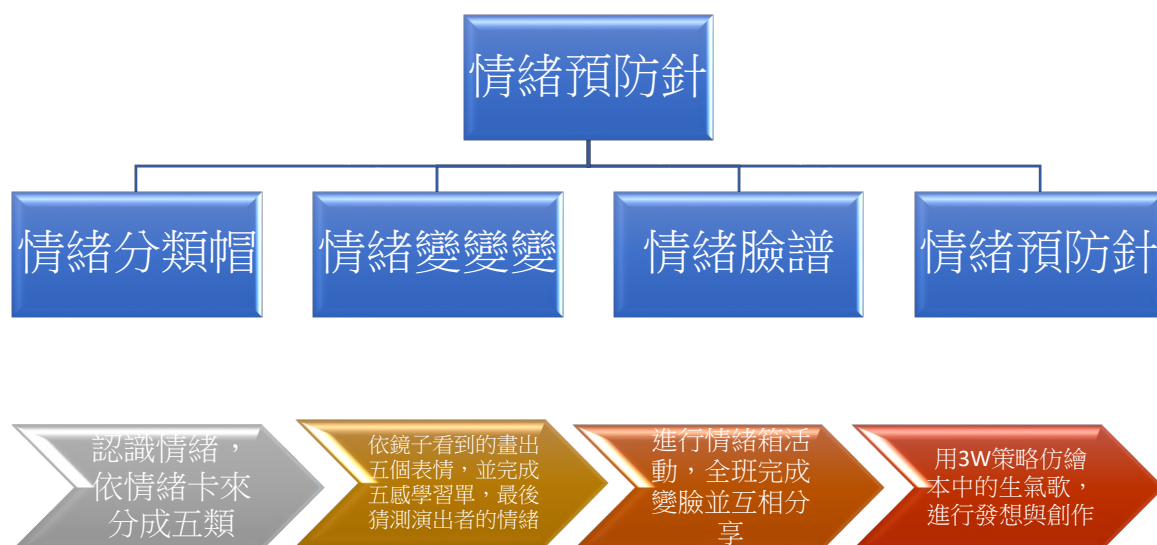 情緒預防針
情緒分類帽
情緒變變變
情緒臉譜
情緒預防針
認識情緒，
依情緒卡來
分成五類
依鏡子看到的畫出
五個表情，並完成
五感學習單，最後
猜測演出者的情緒
進行情緒箱活
動，全班完成
變臉並互相分
享
用3W策略仿繪
本中的生氣歌，
進行發想與創作